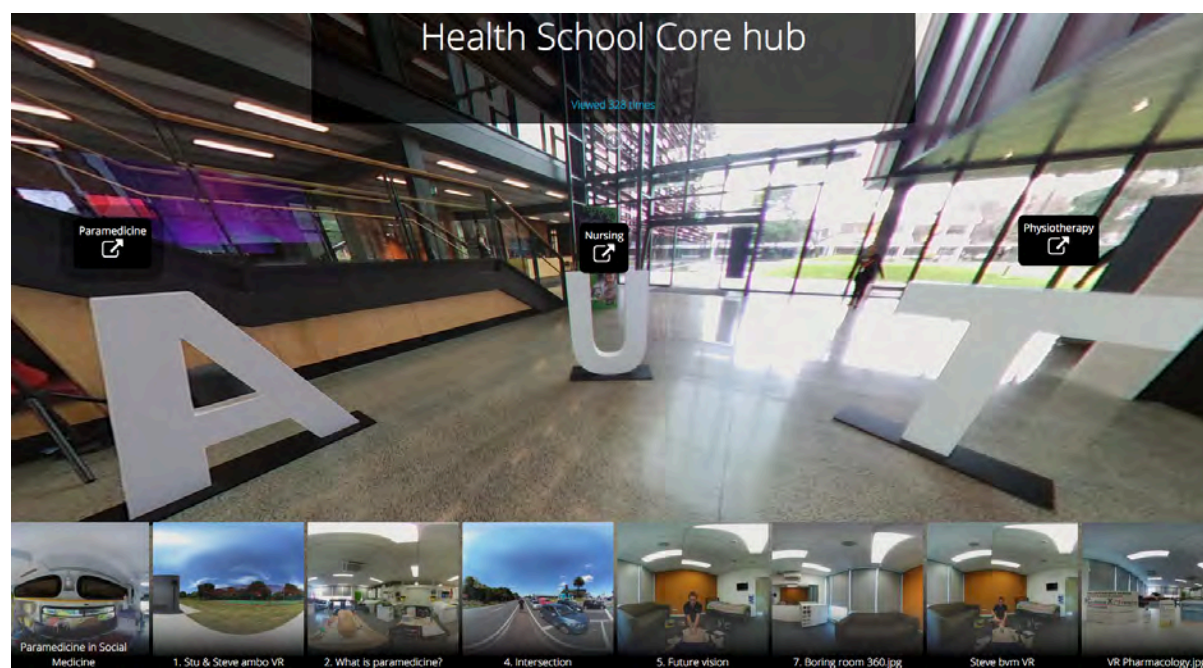 Health School Core hub
Viewed 328 times
Paramedicine
Nursing
Physiotherapy
A U T
Paramedicine in Social
Medicine
1. Stu & Steve ambo VR
2. What is paramedicine?
4. Intersection
5. Future vision
7. Boring room 360.jpg
Steve bvm VR
VR Pharmacology